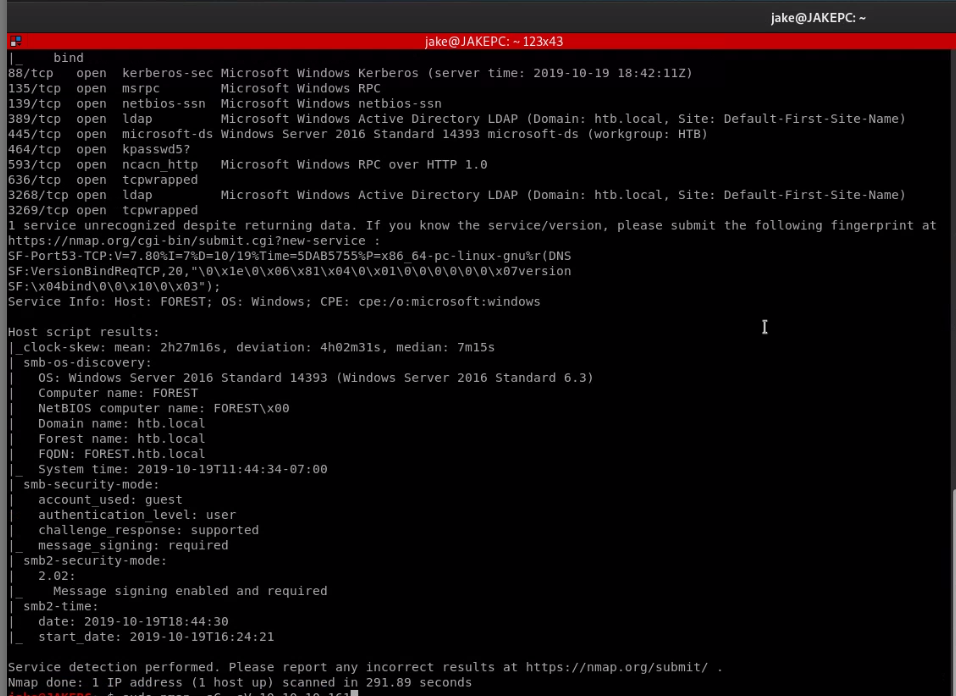 jake@JAKEPC: ~
jake@JAKEPC: ~ 123x43
|_    bind
88/tcp   open  kerberos-sec Microsoft Windows Kerberos (server time: 2019-10-19 18:42:11Z)
135/tcp  open  msrpc        Microsoft Windows RPC
139/tcp  open  netbios-ssn  Microsoft Windows netbios-ssn
389/tcp  open  ldap         Microsoft Windows Active Directory LDAP (Domain: htb.local, Site: Default-First-Site-Name)
445/tcp  open  microsoft-ds Windows Server 2016 Standard 14393 microsoft-ds (workgroup: HTB)
464/tcp  open  kpasswd5?
593/tcp  open  ncacn_http   Microsoft Windows RPC over HTTP 1.0
636/tcp  open  tcpwrapped
3268/tcp open  ldap         Microsoft Windows Active Directory LDAP (Domain: htb.local, Site: Default-First-Site-Name)
3269/tcp open  tcpwrapped
1 service unrecognized despite returning data. If you know the service/version, please submit the following fingerprint at
https://nmap.org/cgi-bin/submit.cgi?new-service :
SF-Port53-TCP:V=7.80%I=7%D=10/19%Time=5DAB5755%P=x86_64-pc-linux-gnu%r(DNS
SF:VersionBindReqTCP,20,"\0\x1e\0\x06\x81\x04\0\x01\0\0\0\0\0\0\x07version
SF:\x04bind\0\0\x10\0\x03");
Service Info: Host: FOREST; OS: Windows; CPE: cpe:/o:microsoft:windows
Host script results:
|_clock-skew: mean: 2h27m16s, deviation: 4h02m31s, median: 7m15s
| smb-os-discovery:
|   OS: Windows Server 2016 Standard 14393 (Windows Server 2016 Standard 6.3)
|   Computer name: FOREST
|   NetBIOS computer name: FOREST\x00
|   Domain name: htb.local
|   Forest name: htb.local
|   FQDN: FOREST.htb.local
|_  System time: 2019-10-19T11:44:34-07:00
| smb-security-mode:
|   account_used: guest
|   authentication_level: user
|   challenge_response: supported
|_  message_signing: required
| smb2-security-mode:
|   2.02:
|_    Message signing enabled and required
| smb2-time:
|   date: 2019-10-19T18:44:30
|_  start_date: 2019-10-19T16:24:21
Service detection performed. Please report any incorrect results at https://nmap.org/submit/ .
Nmap done: 1 IP address (1 host up) scanned in 291.89 seconds
jake@JAKEPC:~$ sudo nmap -sC -sV 10.10.10.161